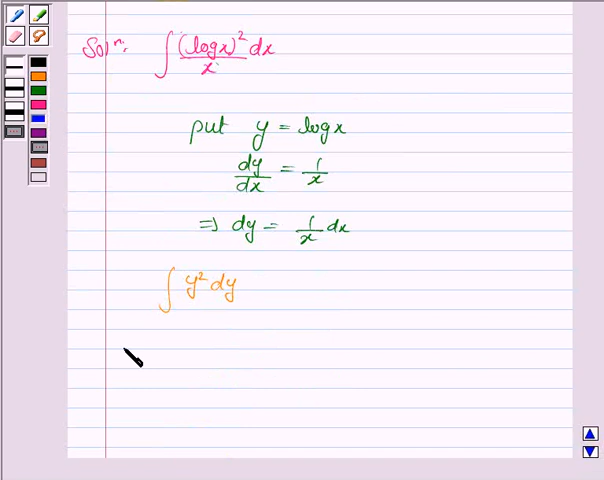 Solⁿ: ∫ (logx)² / x dx
put y = logx
dy/dx = 1/x
⇒ dy = 1/x dx
∫ y² dy